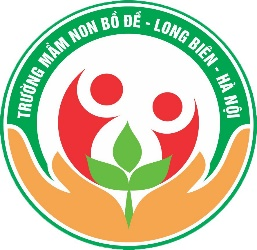 TRƯỜNG MẦM NON BỒ ĐỀ - LONG BIÊN - HÀ NỘI